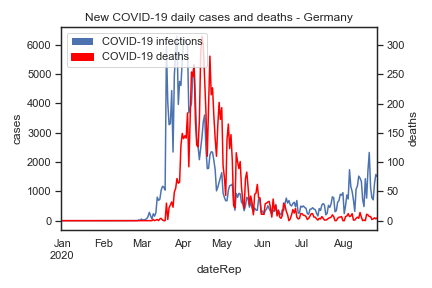 New COVID-19 daily cases and deaths - Germany
COVID-19 infections
COVID-19 deaths
6000
5000
4000
3000
2000
1000
0
cases
300
250
200
150
100
50
0
deaths
Jan Feb Mar Apr May Jun Jul Aug
2020
dateRep